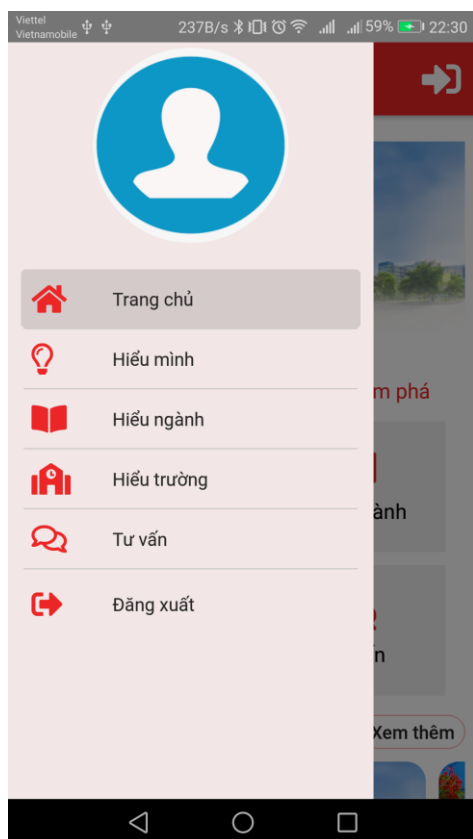 Viettel
Vietnamobile
237B/s
59%
22:30
Trang chủ
Hiểu mình
m phá
Hiểu ngành
Hiểu trường
ành
Tư vấn
Đăng xuất
n
Xem thêm